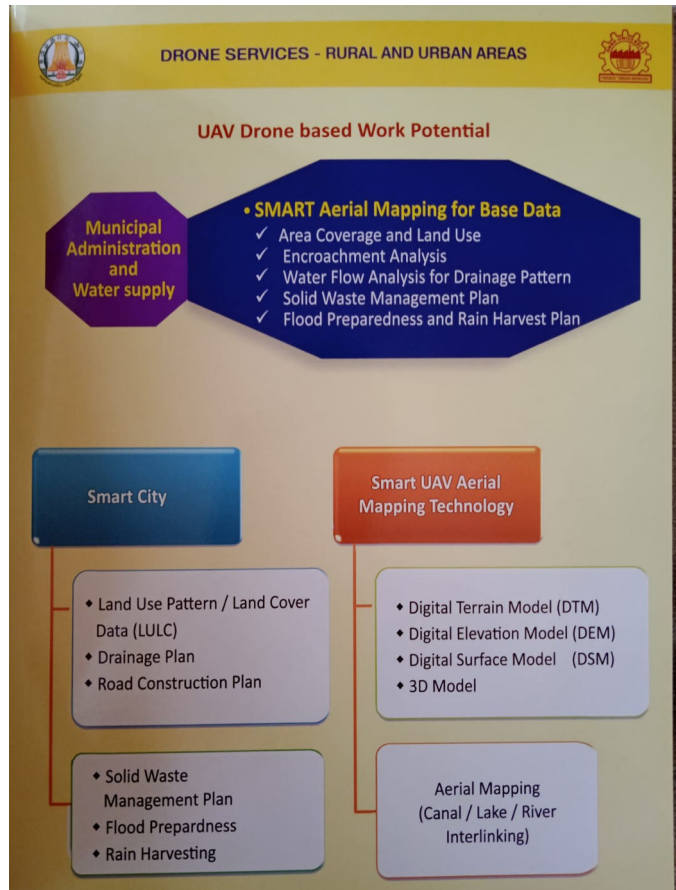 DRONE SERVICES - RURAL AND URBAN AREAS
UAV Drone based Work Potential
Municipal
Administration
and
Water supply
• SMART Aerial Mapping for Base Data
✓ Area Coverage and Land Use
✓ Encroachment Analysis
✓ Water Flow Analysis for Drainage Pattern
✓ Solid Waste Management Plan
✓ Flood Preparedness and Rain Harvest Plan
Smart City
◆ Land Use Pattern / Land Cover
Data (LULC)
◆ Drainage Plan
◆ Road Construction Plan
◆ Solid Waste
Management Plan
◆ Flood Prepardness
◆ Rain Harvesting
Smart UAV Aerial
Mapping Technology
◆ Digital Terrain Model (DTM)
◆ Digital Elevation Model (DEM)
◆ Digital Surface Model (DSM)
◆ 3D Model
Aerial Mapping
(Canal / Lake / River
Interlinking)